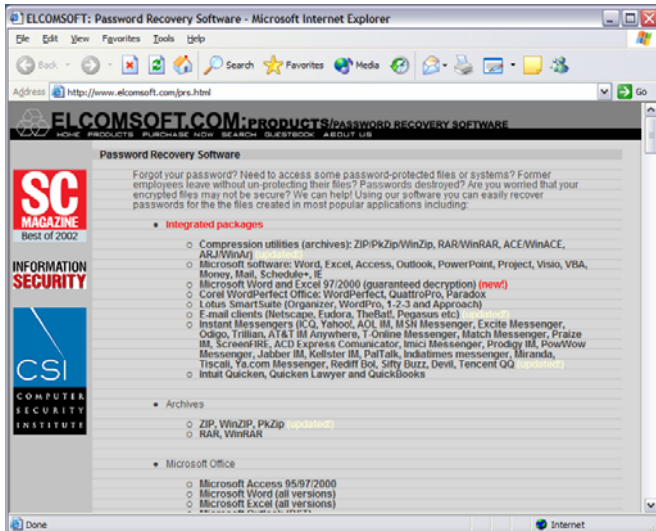 ELCOMSOFT: Password Recovery Software - Microsoft Internet Explorer
File Edit View Favorites Tools Help
Back Search Favorites Media
Address http://www.elcomsoft.com/prs.html Go
ELCOMSOFT.COM:PRODUCTS/PASSWORD RECOVERY SOFTWARE
HOME PRODUCTS PURCHASE NOW SEARCH GUESTBOOK ABOUT US
Password Recovery Software
Forgot your password? Need to access some password-protected files or systems? Former
employees leave without un-protecting their files? Passwords destroyed? Are you worried that your
encrypted files may not be secure? We can help! Using our software you can easily recover
passwords for the the files created in most popular applications including:
SC
MAGAZINE
Best of 2002
INFORMATION
SECURITY
CSI
COMPUTER
SECURITY
INSTITUTE
Integrated packages
Compression utilities (archives): ZIP/PkZip/WinZip, RAR/WinRAR, ACE/WinACE,
ARJ/WinArj (updated!)
Microsoft software: Word, Excel, Access, Outlook, PowerPoint, Project, Visio, VBA,
Money, Mail, Schedule+, IE
Microsoft Word and Excel 97/2000 (guaranteed decryption) (new!)
Corel WordPerfect Office: WordPerfect, QuattroPro, Paradox
Lotus SmartSuite (Organizer, WordPro, 1-2-3 and Approach)
E-mail clients (Netscape, Eudora, TheBat!, Pegasus etc) (updated!)
Instant Messengers (ICQ, Yahoo!, AOL IM, MSN Messenger, Excite Messenger,
Odigo, Trillian, AT&T IM Anywhere, T-Online Messenger, Match Messenger, Praize
IM, ScreenFIRE, ACD Express Comunicator, Imici Messenger, Prodigy IM, PowWow
Messenger, Jabber IM, Kellster IM, PalTalk, Indiatimes messenger, Miranda,
Tiscali, Ya.com Messenger, Rediff Bol, Sifty Buzz, Devil, Tencent QQ (updated!)
Intuit Quicken, Quicken Lawyer and QuickBooks
Archives
ZIP, WinZIP, PkZip (updated!)
RAR, WinRAR
Microsoft Office
Microsoft Access 95/97/2000
Microsoft Word (all versions)
Microsoft Excel (all versions)
Done Internet